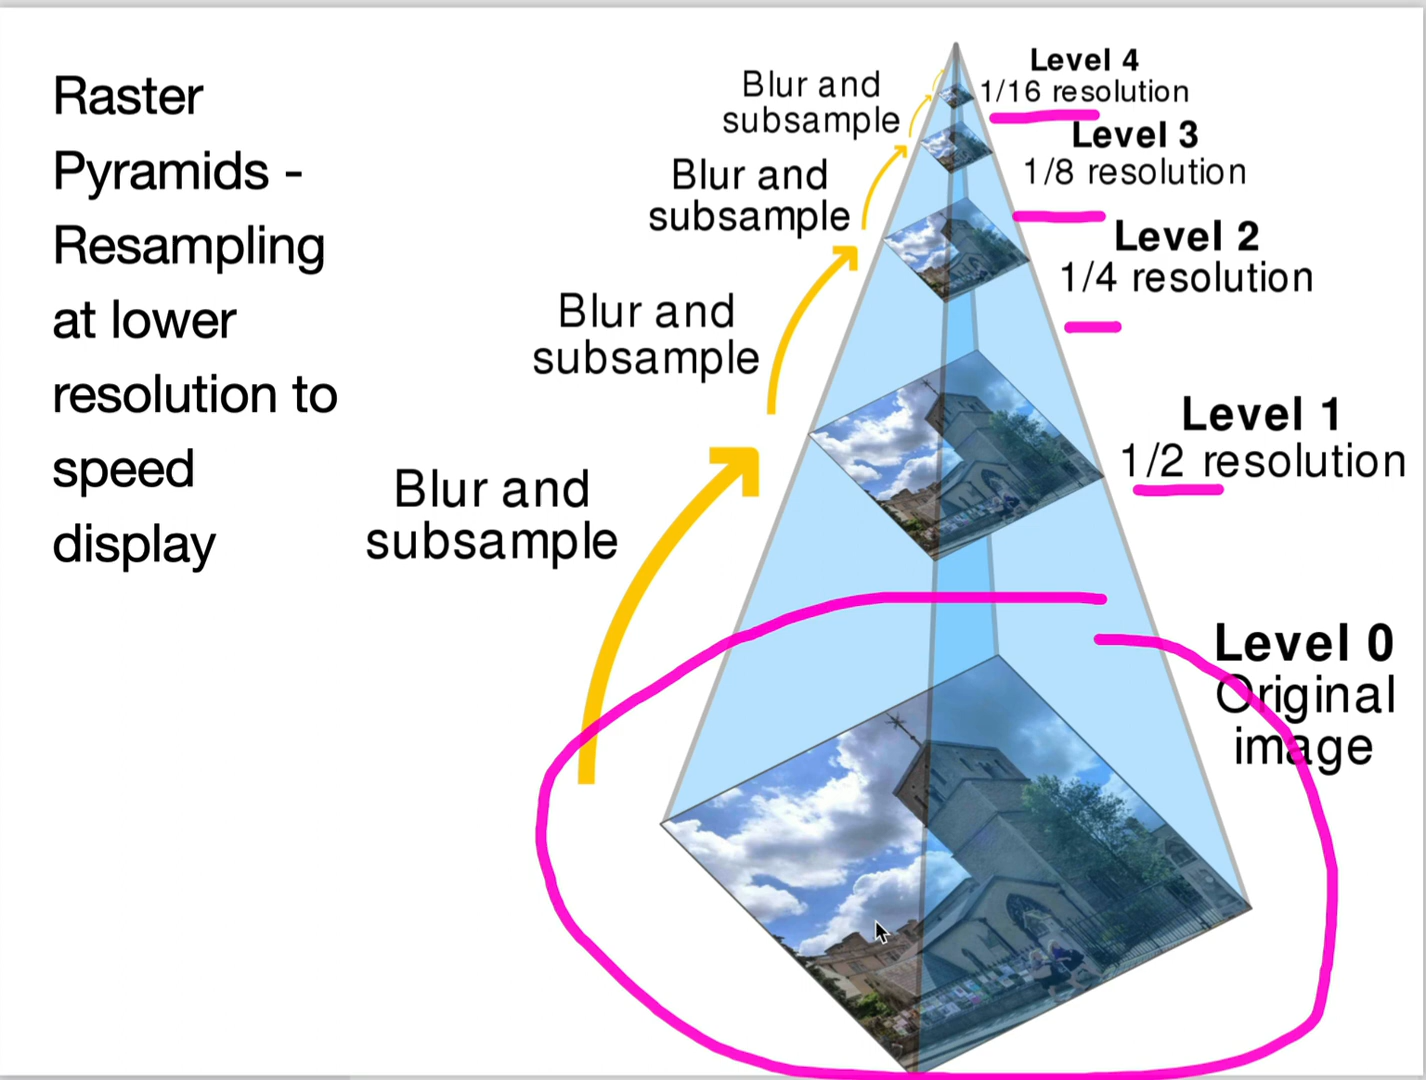 Raster
Pyramids -
Resampling
at lower
resolution to
speed
display
Blur and
subsample
Level 4
1/16 resolution
Blur and
subsample
Level 3
1/8 resolution
Blur and
subsample
Level 2
1/4 resolution
Blur and
subsample
Level 1
1/2 resolution
Level 0
Original
image